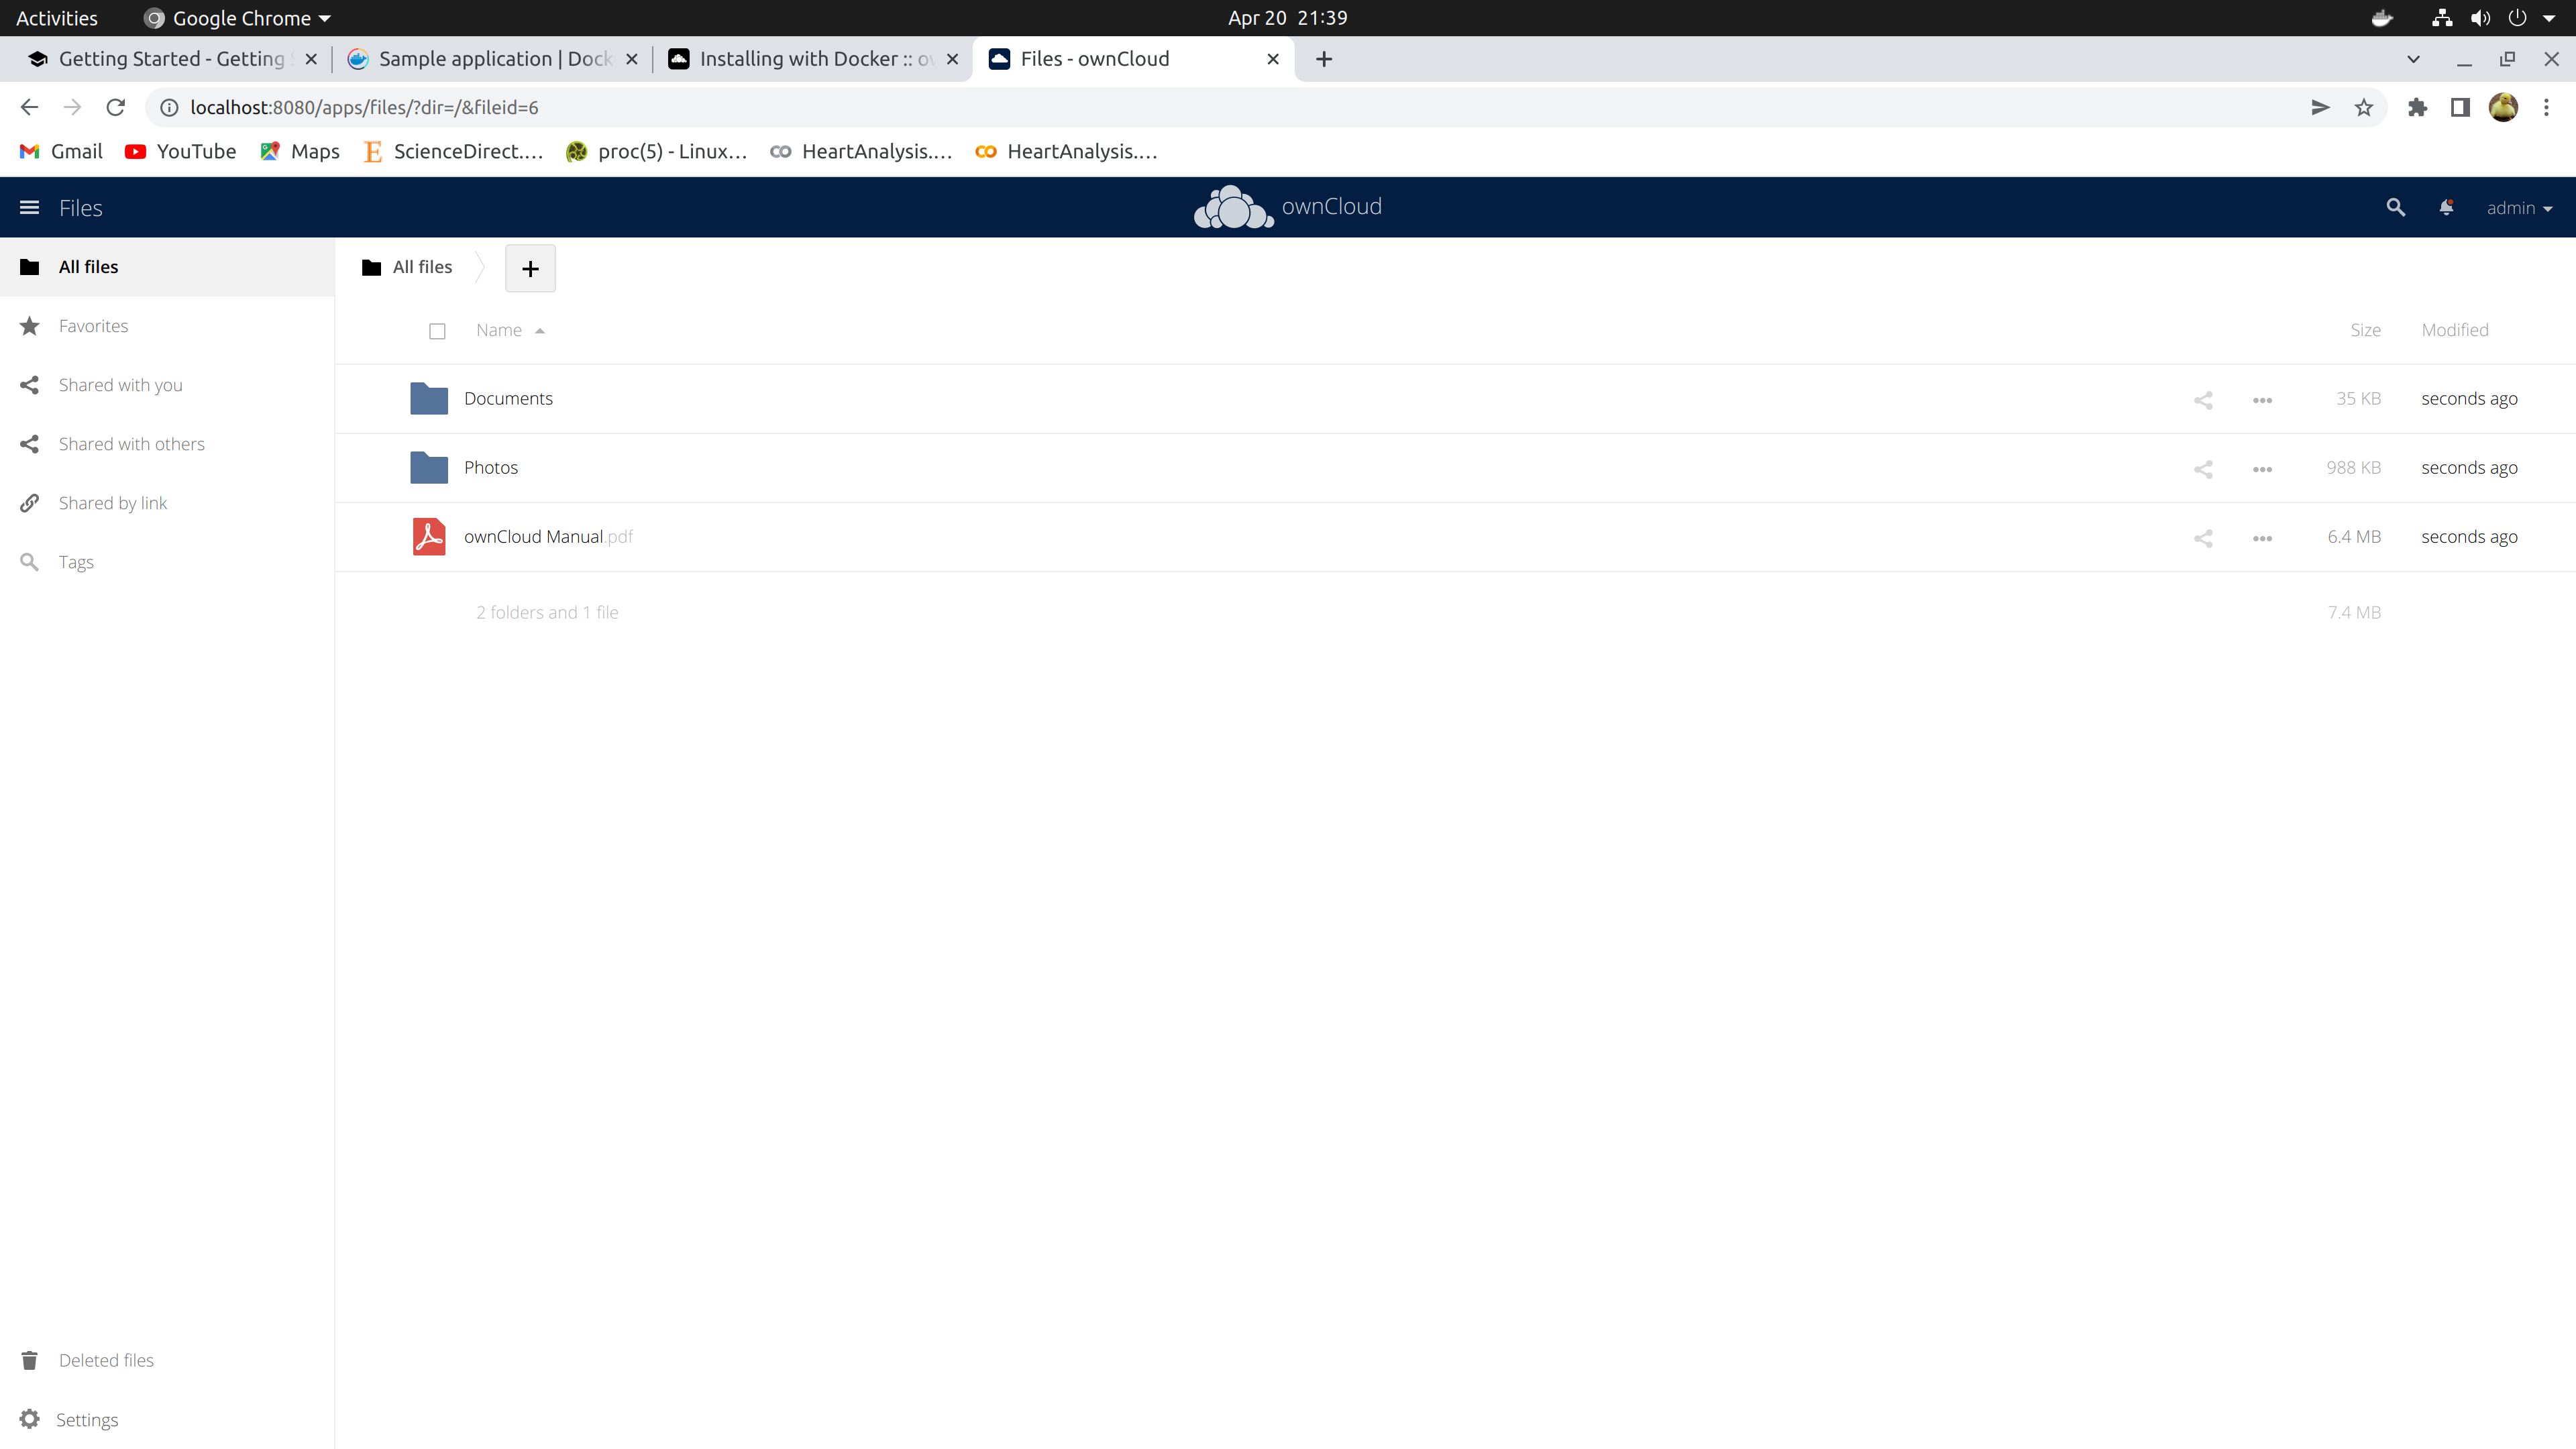 Activities Google Chrome Apr 20 21:39
Getting Started - Getting Sample application | Dock Installing with Docker :: ow Files - ownCloud
localhost:8080/apps/files/?dir=/&fileid=6
Gmail YouTube Maps ScienceDirect.... proc(5) - Linux... HeartAnalysis.... HeartAnalysis....
Files ownCloud admin
All files
Favorites
Shared with you
Shared with others
Shared by link
Tags
Deleted files
Settings
All files +
Name Size Modified
Documents 35 KB seconds ago
Photos 988 KB seconds ago
ownCloud Manual.pdf 6.4 MB seconds ago
2 folders and 1 file 7.4 MB